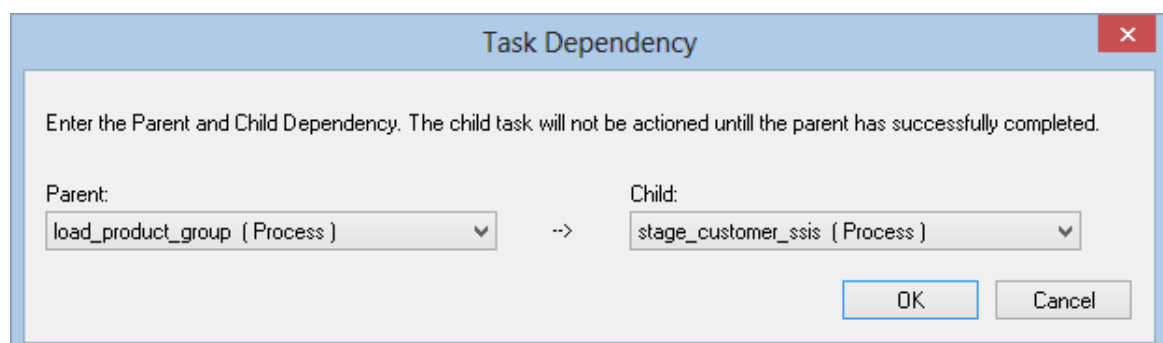 Task Dependency
Enter the Parent and Child Dependency. The child task will not be actioned untill the parent has successfully completed.
Parent:
Child:
load_product_group ( Process )
-->
stage_customer_ssis ( Process )
OK
Cancel